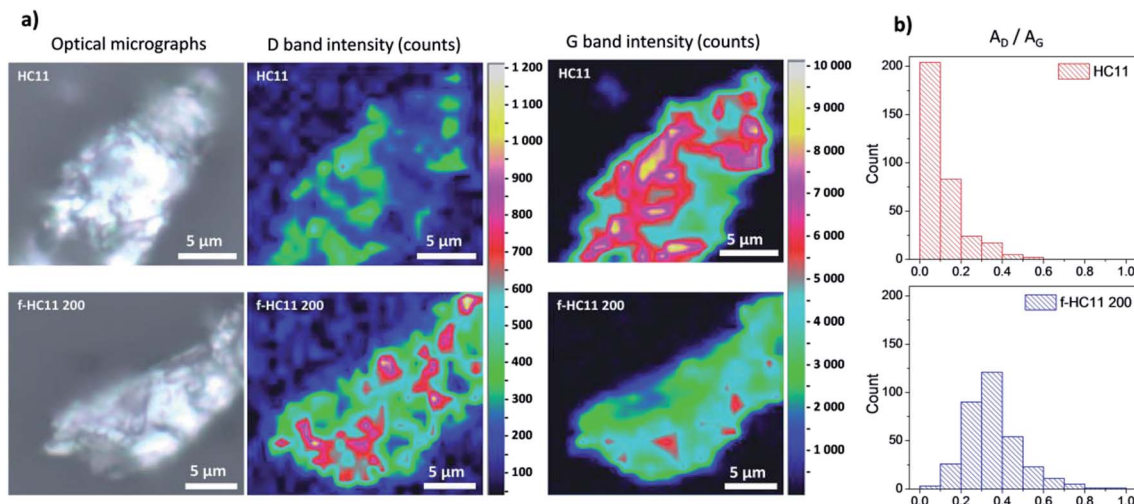 a)
b)
Optical micrographs
D band intensity (counts)
G band intensity (counts)
A_D / A_G
HC11
HC11
HC11
HC11
5 µm
5 µm
5 µm
1 200
1 100
1 000
900
800
700
600
500
400
300
200
100
10 000
9 000
8 000
7 000
6 000
5 000
4 000
3 000
2 000
1 000
Count
200
150
100
50
0
0.0 0.2 0.4 0.6 0.8 1.0
f-HC11 200
f-HC11 200
f-HC11 200
f-HC11 200
5 µm
5 µm
5 µm
Count
200
150
100
50
0
0.0 0.2 0.4 0.6 0.8 1.0